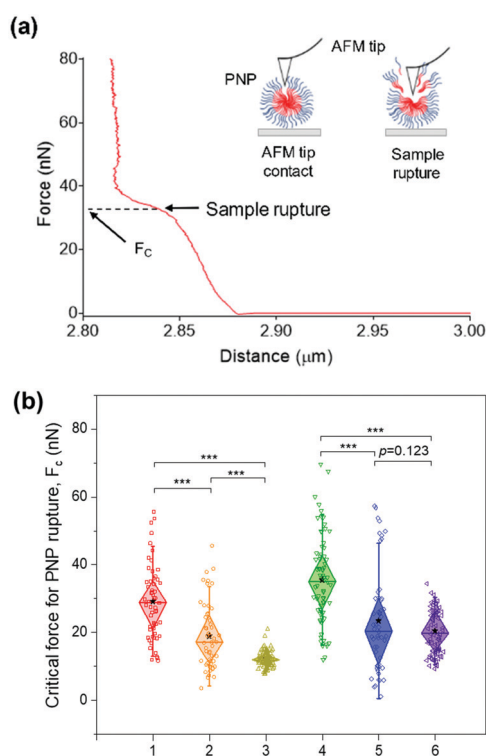 (a)
AFM tip
PNP
AFM tip contact
Sample rupture
80
60
40
20
0
Force (nN)
Sample rupture
F_C
2.80 2.85 2.90 2.95 3.00
Distance (μm)
(b)
Critical force for PNP rupture, F_c (nN)
80
60
40
20
0
***
***
***
***
***
p=0.123
1 2 3 4 5 6